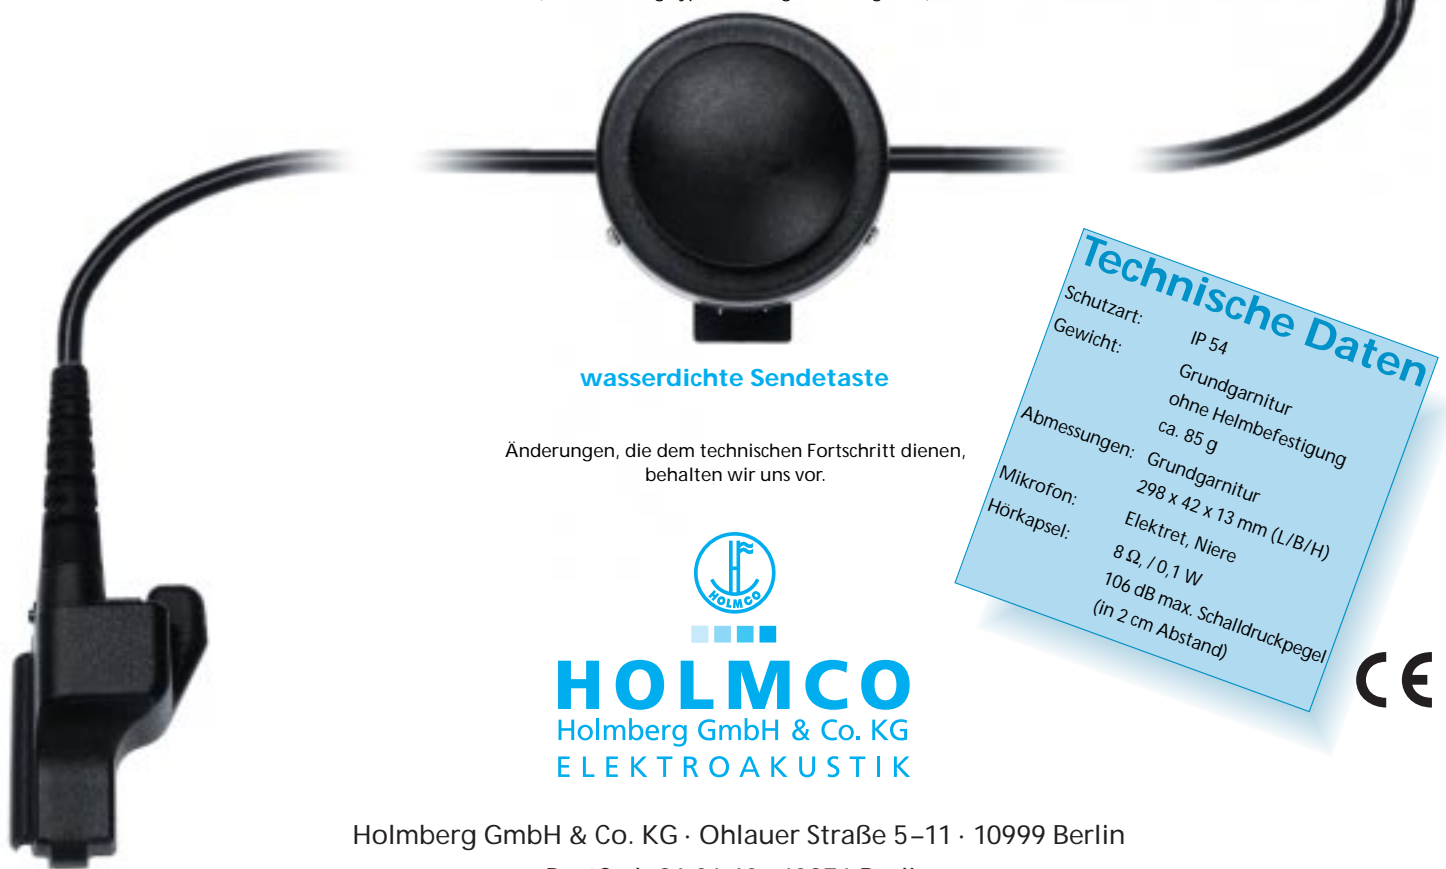 wasserdichte Sendetaste
Änderungen, die dem technischen Fortschritt dienen,
behalten wir uns vor.
Technische Daten
Schutzart: IP 54
Gewicht: Grundgarnitur
ohne Helmbefestigung
ca. 85 g
Abmessungen: Grundgarnitur
298 x 42 x 13 mm (L/B/H)
Mikrofon: Elektret, Niere
Hörkapsel: 8 Ω, / 0,1 W
106 dB max. Schalldruckpegel
(in 2 cm Abstand)
CE
HOLMCO
HOLMCO
Holmberg GmbH & Co. KG
ELEKTROAKUSTIK
Holmberg GmbH & Co. KG · Ohlauer Straße 5–11 · 10999 Berlin